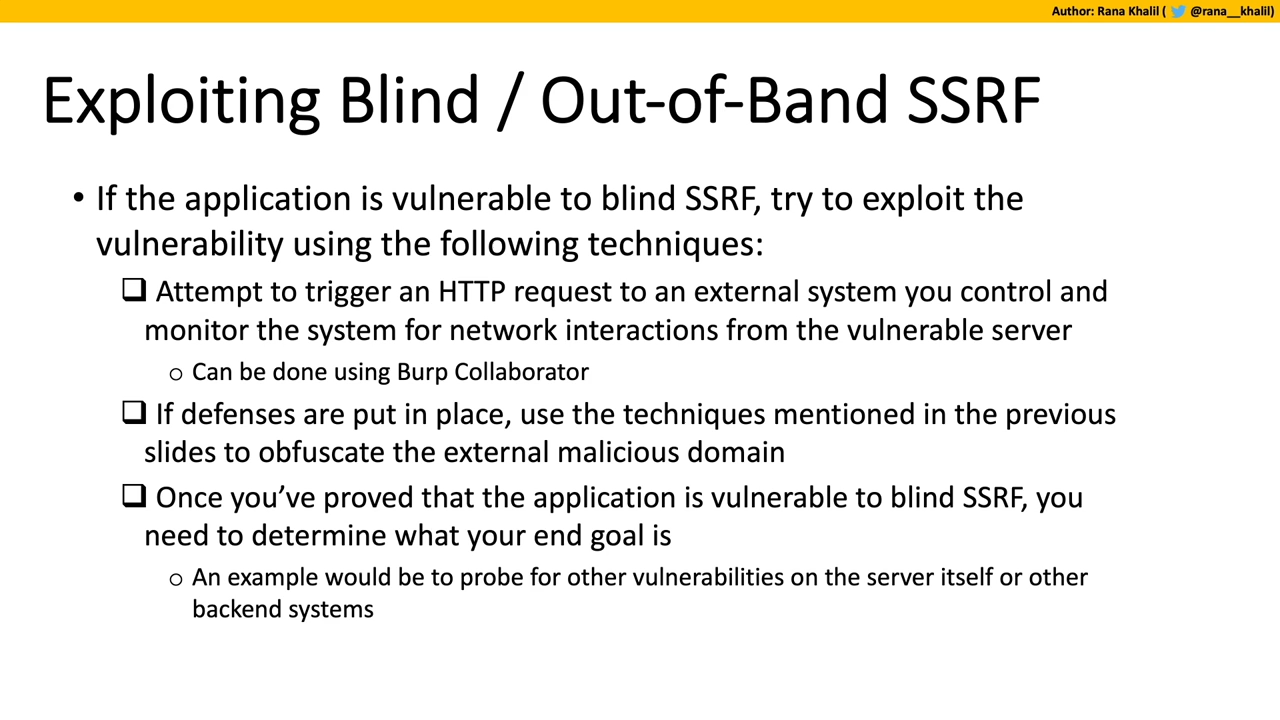 Author: Rana Khalil ( @rana__khalil)
Exploiting Blind / Out-of-Band SSRF
• If the application is vulnerable to blind SSRF, try to exploit the
vulnerability using the following techniques:
❑ Attempt to trigger an HTTP request to an external system you control and
monitor the system for network interactions from the vulnerable server
o Can be done using Burp Collaborator
❑ If defenses are put in place, use the techniques mentioned in the previous
slides to obfuscate the external malicious domain
❑ Once you’ve proved that the application is vulnerable to blind SSRF, you
need to determine what your end goal is
o An example would be to probe for other vulnerabilities on the server itself or other
backend systems